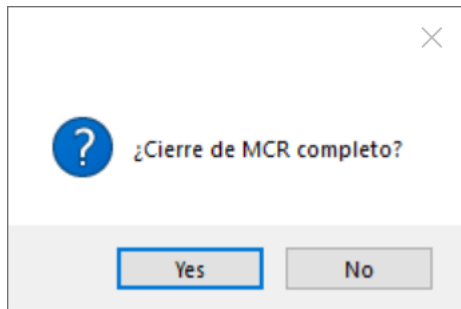 ¿Cierre de MCR completo?
Yes No